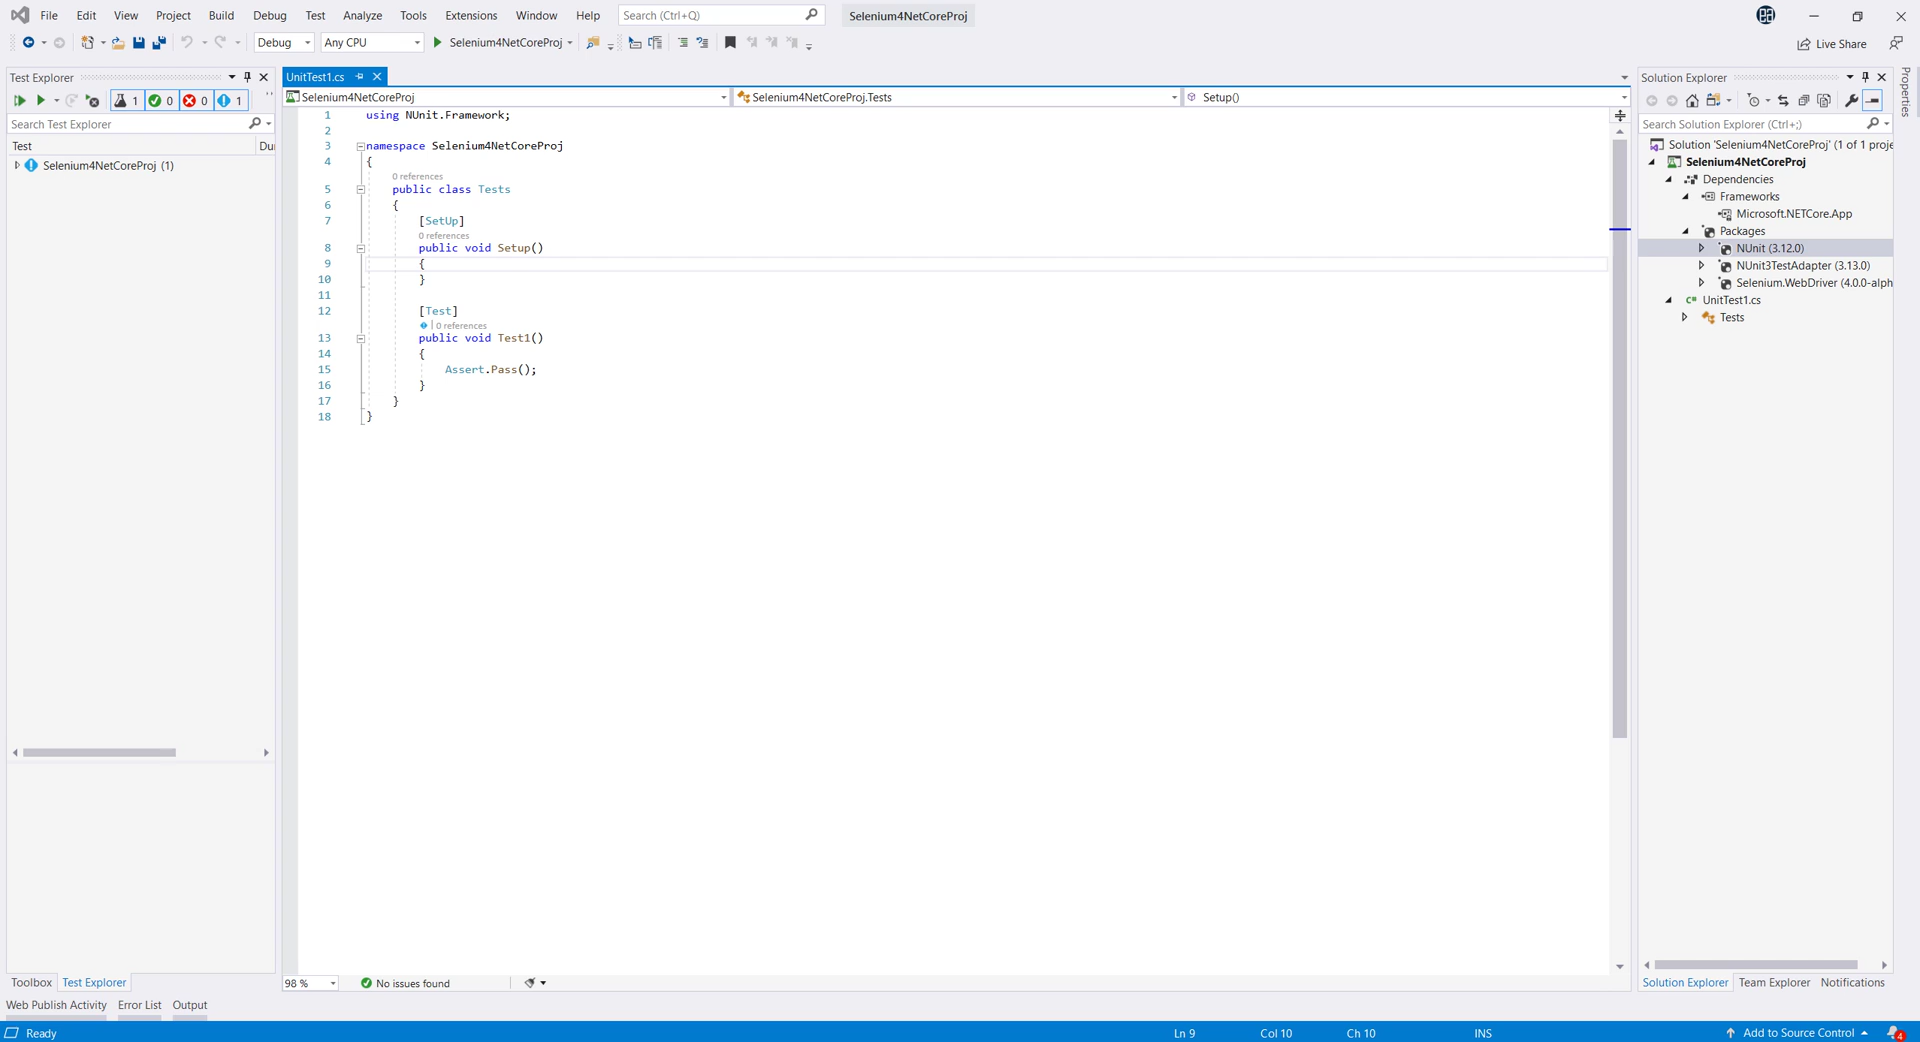 File Edit View Project Build Debug Test Analyze Tools Extensions Window Help Search (Ctrl+Q) Selenium4NetCoreProj
Debug Any CPU Selenium4NetCoreProj Live Share
Test Explorer
1 0 0 1
Search Test Explorer
Test Du
Selenium4NetCoreProj (1)
UnitTest1.cs
Selenium4NetCoreProj Selenium4NetCoreProj.Tests Setup()
1 using NUnit.Framework;
2
3 namespace Selenium4NetCoreProj
4 {
0 references
5 public class Tests
6 {
7 [SetUp]
0 references
8 public void Setup()
9 {
10 }
11
12 [Test]
0 references
13 public void Test1()
14 {
15 Assert.Pass();
16 }
17 }
18 }
98 % No issues found
Solution Explorer
Search Solution Explorer (Ctrl+;)
Solution 'Selenium4NetCoreProj' (1 of 1 proje
Selenium4NetCoreProj
Dependencies
Frameworks
Microsoft.NETCore.App
Packages
NUnit (3.12.0)
NUnit3TestAdapter (3.13.0)
Selenium.WebDriver (4.0.0-alph
UnitTest1.cs
Tests
Properties
Toolbox Test Explorer
Solution Explorer Team Explorer Notifications
Web Publish Activity Error List Output
Ready Ln 9 Col 10 Ch 10 INS Add to Source Control 4